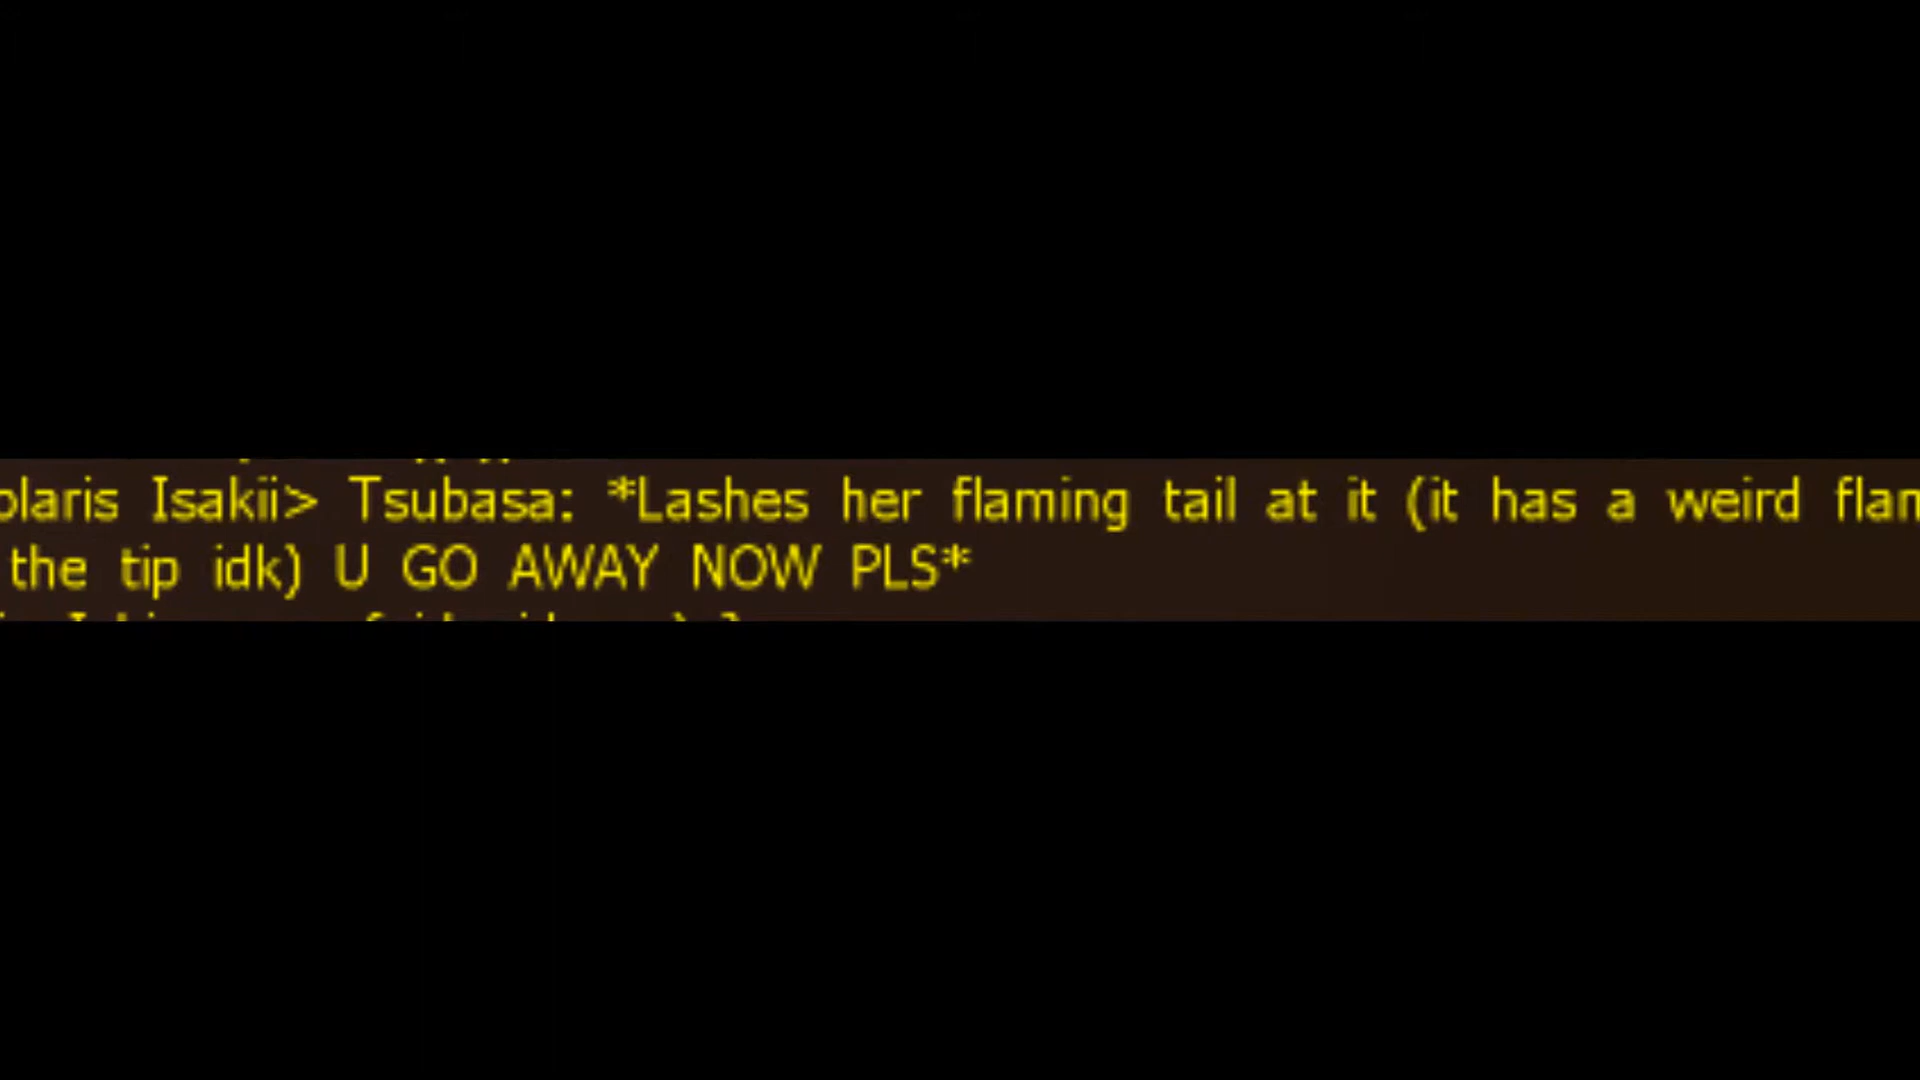 olaris Isakii> Tsubasa: *Lashes her flaming tail at it (it has a weird flam
the tip idk) U GO AWAY NOW PLS*